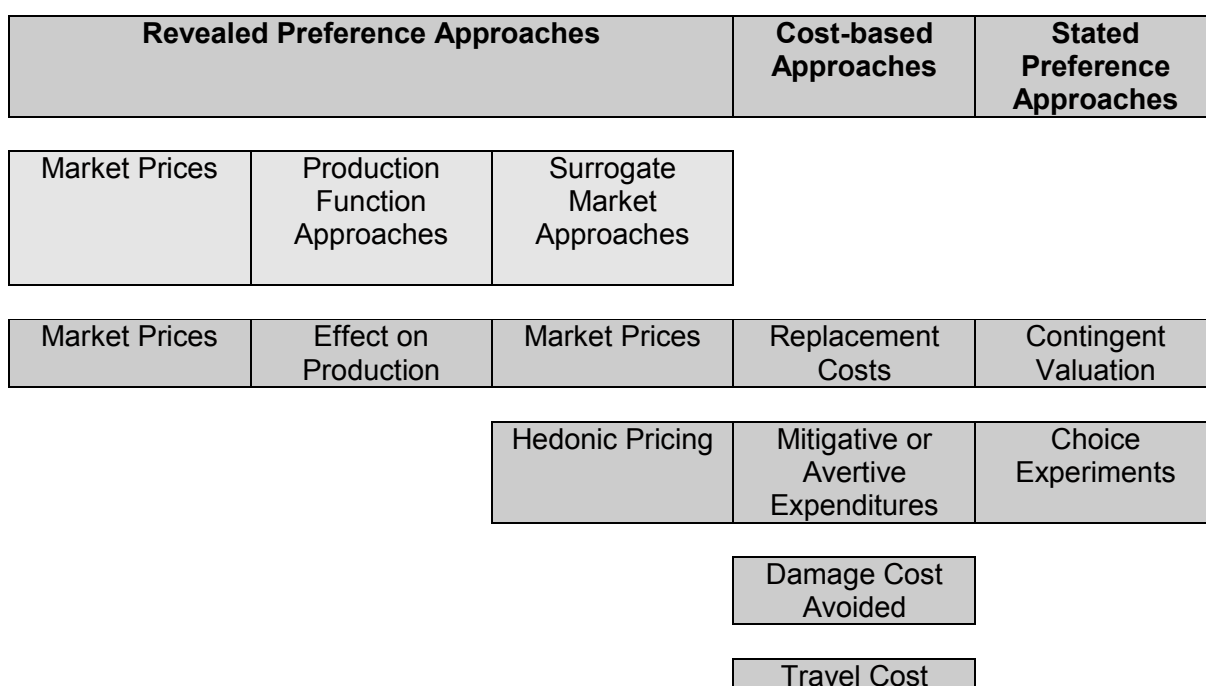 Revealed Preference Approaches
Cost-based
Approaches
Stated
Preference
Approaches
Market Prices
Production
Function
Approaches
Surrogate
Market
Approaches
Market Prices
Effect on
Production
Market Prices
Replacement
Costs
Contingent
Valuation
Hedonic Pricing
Mitigative or
Avertive
Expenditures
Choice
Experiments
Damage Cost
Avoided
Travel Cost